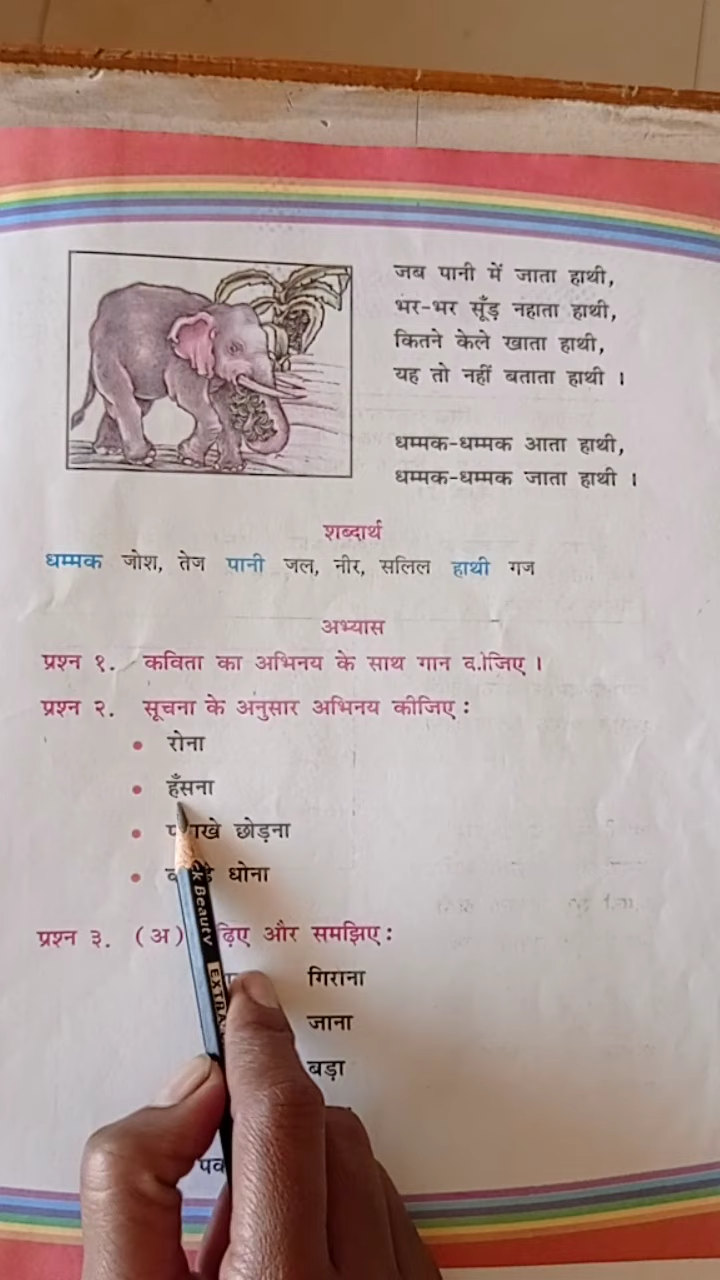 जब पानी में जाता हाथी,
भर-भर सूँड़ नहाता हाथी,
कितने केले खाता हाथी,
यह तो नहीं बताता हाथी ।
धम्मक-धम्मक आता हाथी,
धम्मक-धम्मक जाता हाथी ।
शब्दार्थ
धम्मक जोश, तेज पानी जल, नीर, सलिल हाथी गज
अभ्यास
प्रश्न १. कविता का अभिनय के साथ गान कीजिए ।
प्रश्न २. सूचना के अनुसार अभिनय कीजिए :
• रोना
• हँसना
• छोड़ना
• धोना
प्रश्न ३. (अ) और समझिए :
गिराना
जाना
बड़ा